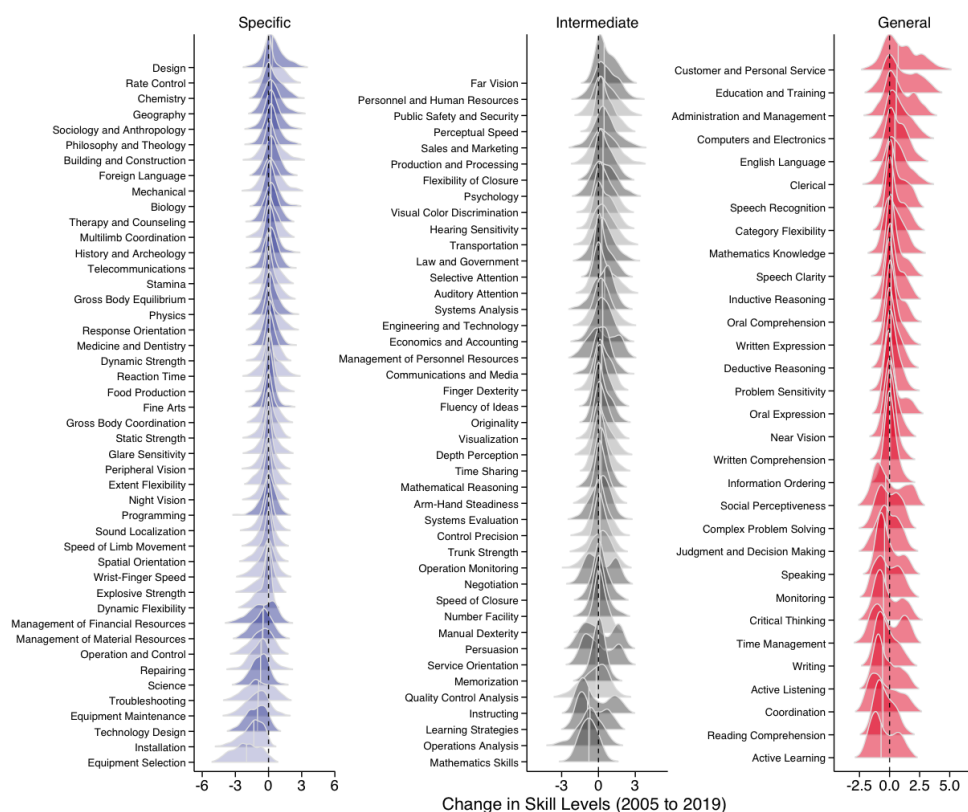 Specific
Design
Rate Control
Chemistry
Geography
Sociology and Anthropology
Philosophy and Theology
Building and Construction
Foreign Language
Mechanical
Biology
Therapy and Counseling
Multilimb Coordination
History and Archeology
Telecommunications
Stamina
Gross Body Equilibrium
Physics
Response Orientation
Medicine and Dentistry
Dynamic Strength
Reaction Time
Food Production
Fine Arts
Gross Body Coordination
Static Strength
Glare Sensitivity
Peripheral Vision
Extent Flexibility
Night Vision
Programming
Sound Localization
Speed of Limb Movement
Spatial Orientation
Wrist-Finger Speed
Explosive Strength
Dynamic Flexibility
Management of Financial Resources
Management of Material Resources
Operation and Control
Repairing
Science
Troubleshooting
Equipment Maintenance
Technology Design
Installation
Equipment Selection
-6 -3 0 3 6
Intermediate
Far Vision
Personnel and Human Resources
Public Safety and Security
Perceptual Speed
Sales and Marketing
Production and Processing
Flexibility of Closure
Psychology
Visual Color Discrimination
Hearing Sensitivity
Transportation
Law and Government
Selective Attention
Auditory Attention
Systems Analysis
Engineering and Technology
Economics and Accounting
Management of Personnel Resources
Communications and Media
Finger Dexterity
Fluency of Ideas
Originality
Visualization
Depth Perception
Time Sharing
Mathematical Reasoning
Arm-Hand Steadiness
Systems Evaluation
Control Precision
Trunk Strength
Operation Monitoring
Negotiation
Speed of Closure
Number Facility
Manual Dexterity
Persuasion
Service Orientation
Memorization
Quality Control Analysis
Instructing
Learning Strategies
Operations Analysis
Mathematics Skills
-3 0 3
General
Customer and Personal Service
Education and Training
Administration and Management
Computers and Electronics
English Language
Clerical
Speech Recognition
Category Flexibility
Mathematics Knowledge
Speech Clarity
Inductive Reasoning
Oral Comprehension
Written Expression
Deductive Reasoning
Problem Sensitivity
Oral Expression
Near Vision
Written Comprehension
Information Ordering
Social Perceptiveness
Complex Problem Solving
Judgment and Decision Making
Speaking
Monitoring
Critical Thinking
Time Management
Writing
Active Listening
Coordination
Reading Comprehension
Active Learning
-2.5 0.0 2.5 5.0
Change in Skill Levels (2005 to 2019)